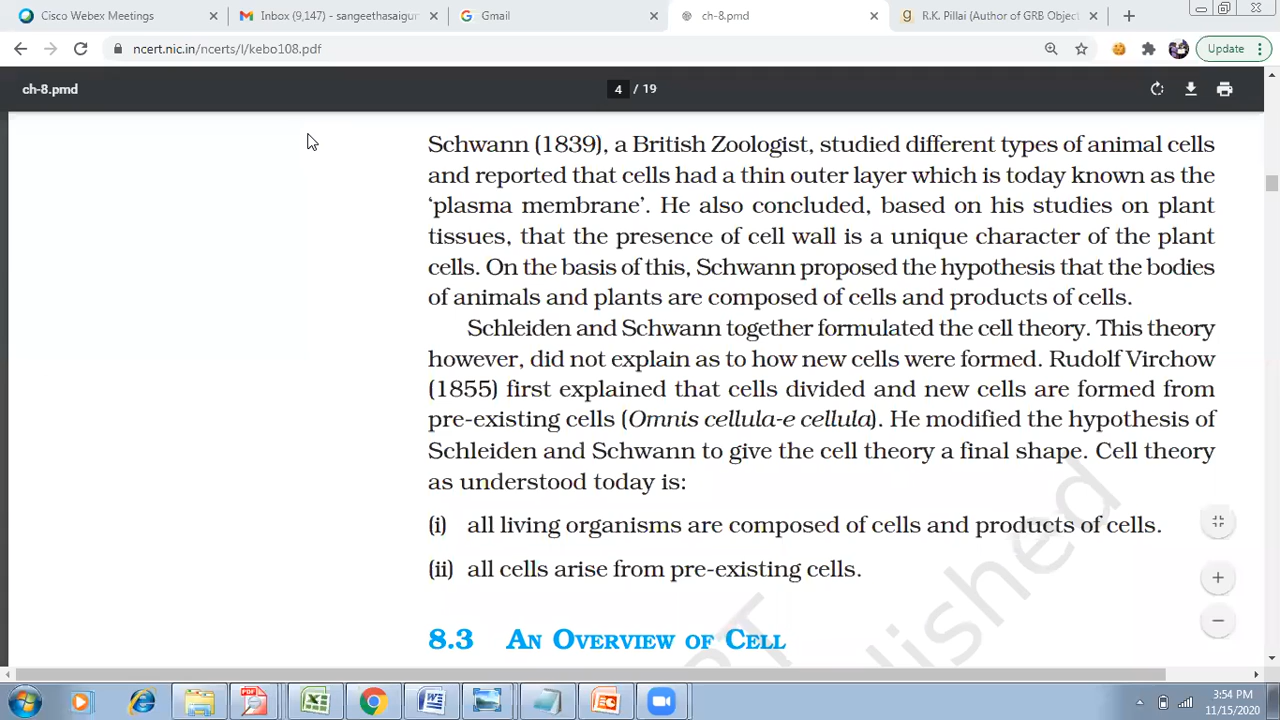 Cisco Webex Meetings
Inbox (9,147) - sangeethasaigum
Gmail
ch-8.pmd
R.K. Pillai (Author of GRB Object
ncert.nic.in/ncerts/l/kebo108.pdf
Update
ch-8.pmd
4 / 19
Schwann (1839), a British Zoologist, studied different types of animal cells
and reported that cells had a thin outer layer which is today known as the
‘plasma membrane’. He also concluded, based on his studies on plant
tissues, that the presence of cell wall is a unique character of the plant
cells. On the basis of this, Schwann proposed the hypothesis that the bodies
of animals and plants are composed of cells and products of cells.
Schleiden and Schwann together formulated the cell theory. This theory
however, did not explain as to how new cells were formed. Rudolf Virchow
(1855) first explained that cells divided and new cells are formed from
pre-existing cells (Omnis cellula-e cellula). He modified the hypothesis of
Schleiden and Schwann to give the cell theory a final shape. Cell theory
as understood today is:
(i) all living organisms are composed of cells and products of cells.
(ii) all cells arise from pre-existing cells.
8.3 AN OVERVIEW OF CELL
3:54 PM
11/15/2020